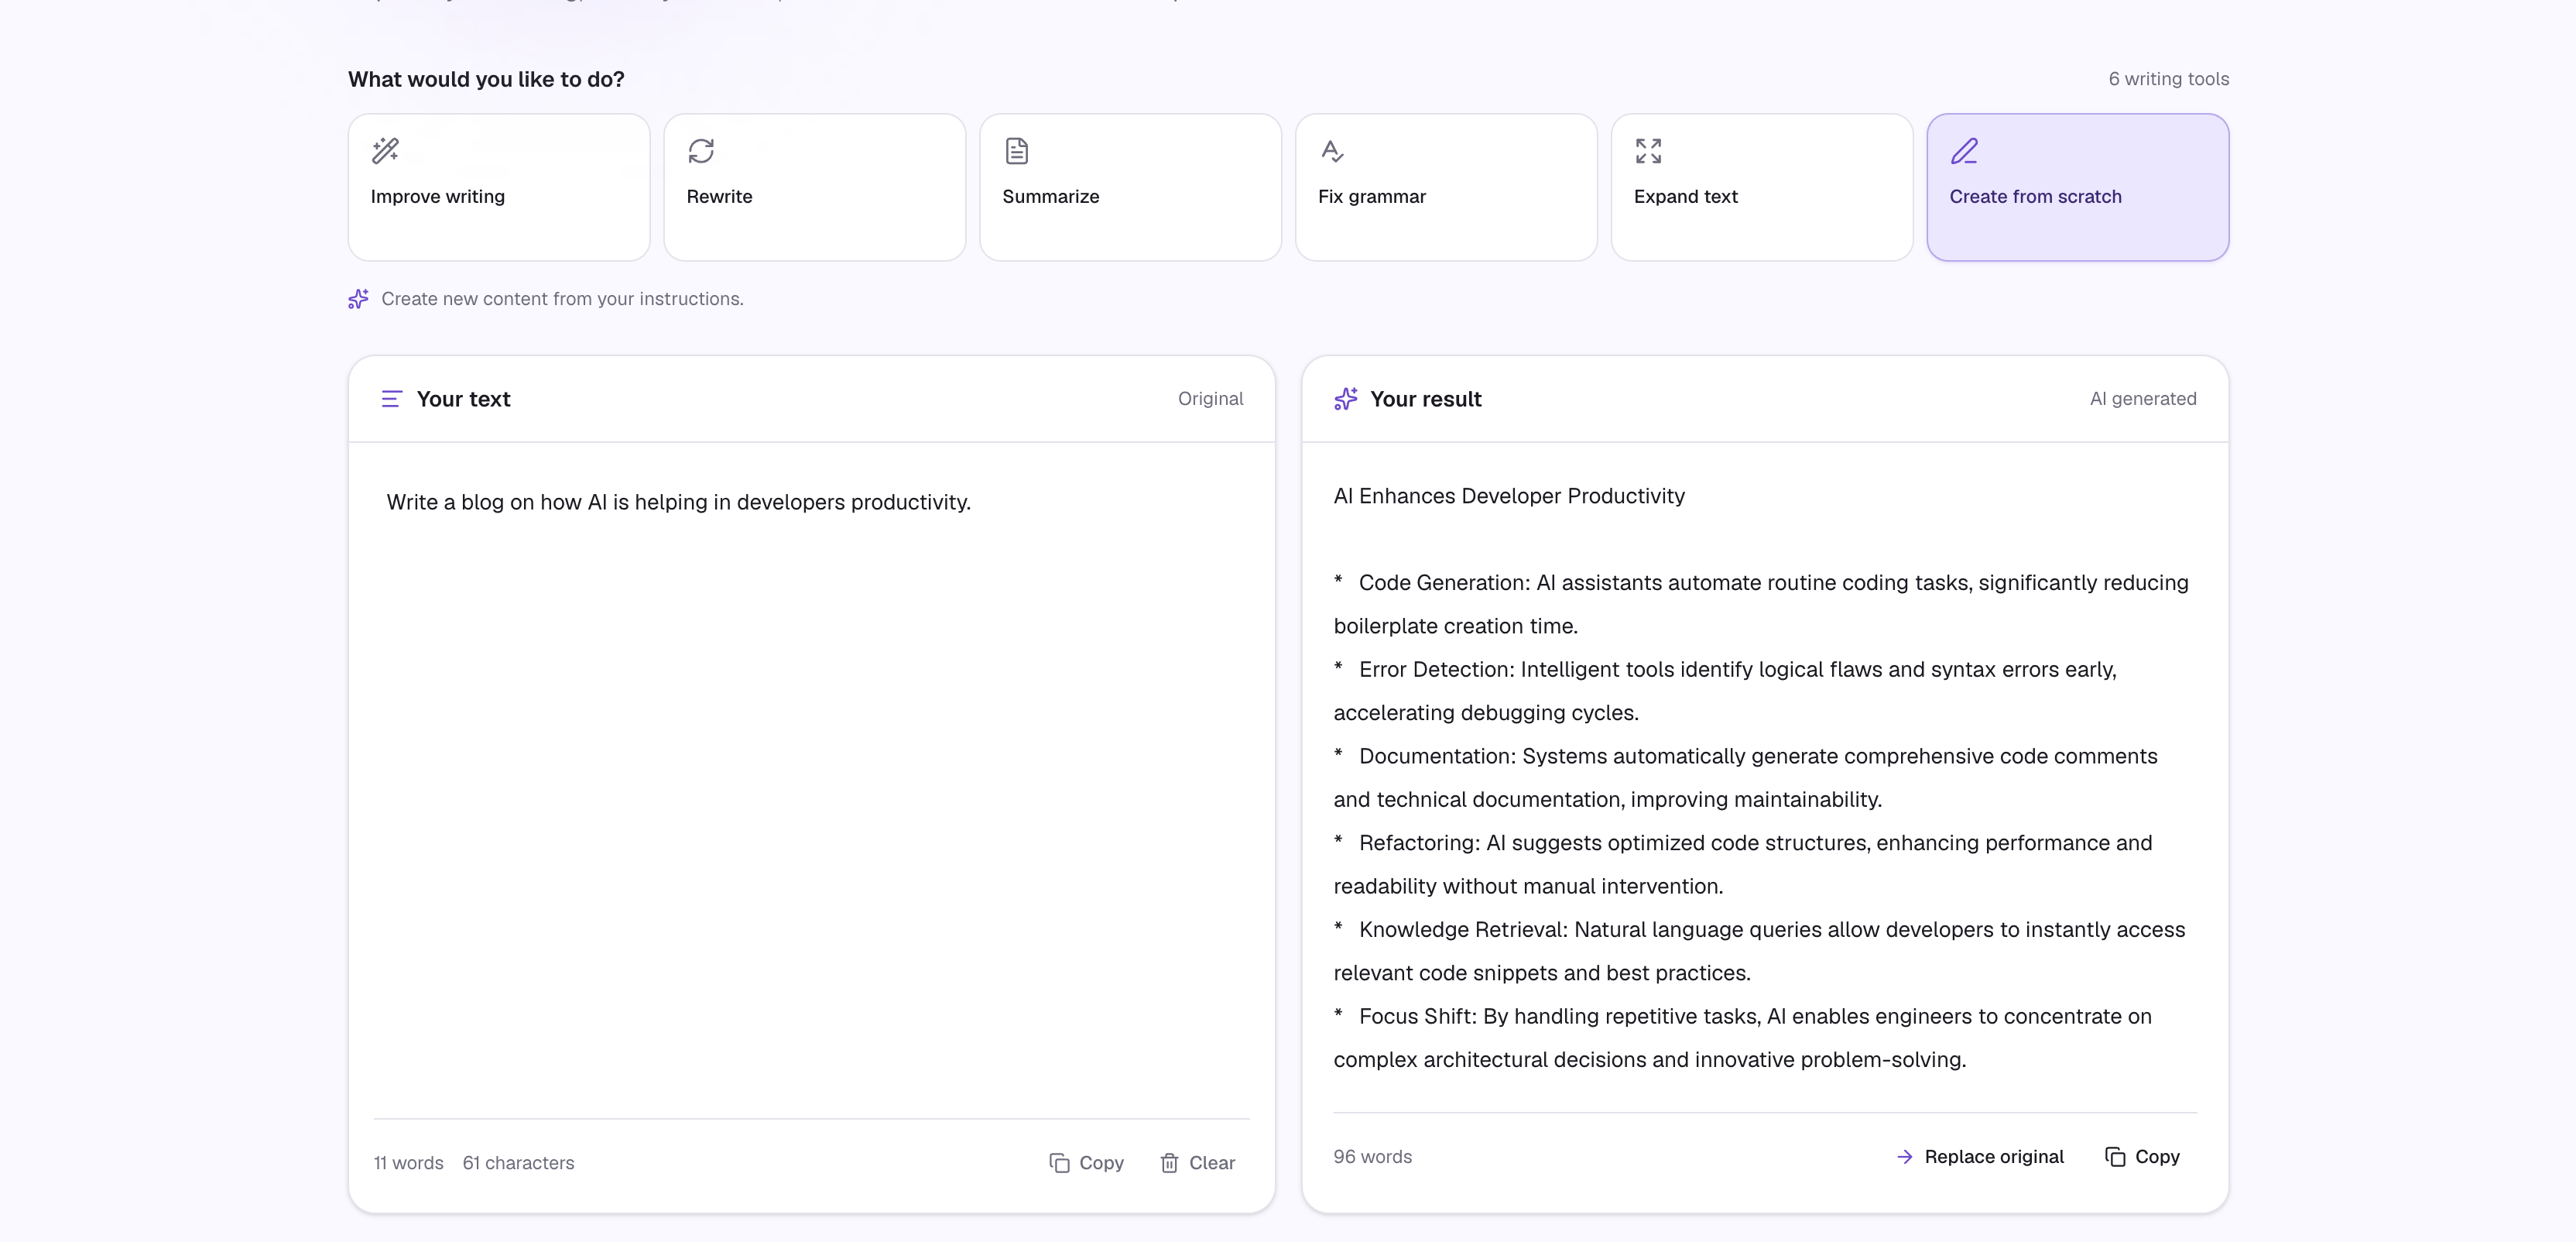 What would you like to do?
6 writing tools
Improve writing
Rewrite
Summarize
Fix grammar
Expand text
Create from scratch
Create new content from your instructions.
Your text
Original
Write a blog on how AI is helping in developers productivity.
11 words
61 characters
Copy
Clear
Your result
AI generated
AI Enhances Developer Productivity
* Code Generation: AI assistants automate routine coding tasks, significantly reducing
boilerplate creation time.
* Error Detection: Intelligent tools identify logical flaws and syntax errors early,
accelerating debugging cycles.
* Documentation: Systems automatically generate comprehensive code comments
and technical documentation, improving maintainability.
* Refactoring: AI suggests optimized code structures, enhancing performance and
readability without manual intervention.
* Knowledge Retrieval: Natural language queries allow developers to instantly access
relevant code snippets and best practices.
* Focus Shift: By handling repetitive tasks, AI enables engineers to concentrate on
complex architectural decisions and innovative problem-solving.
96 words
Replace original
Copy